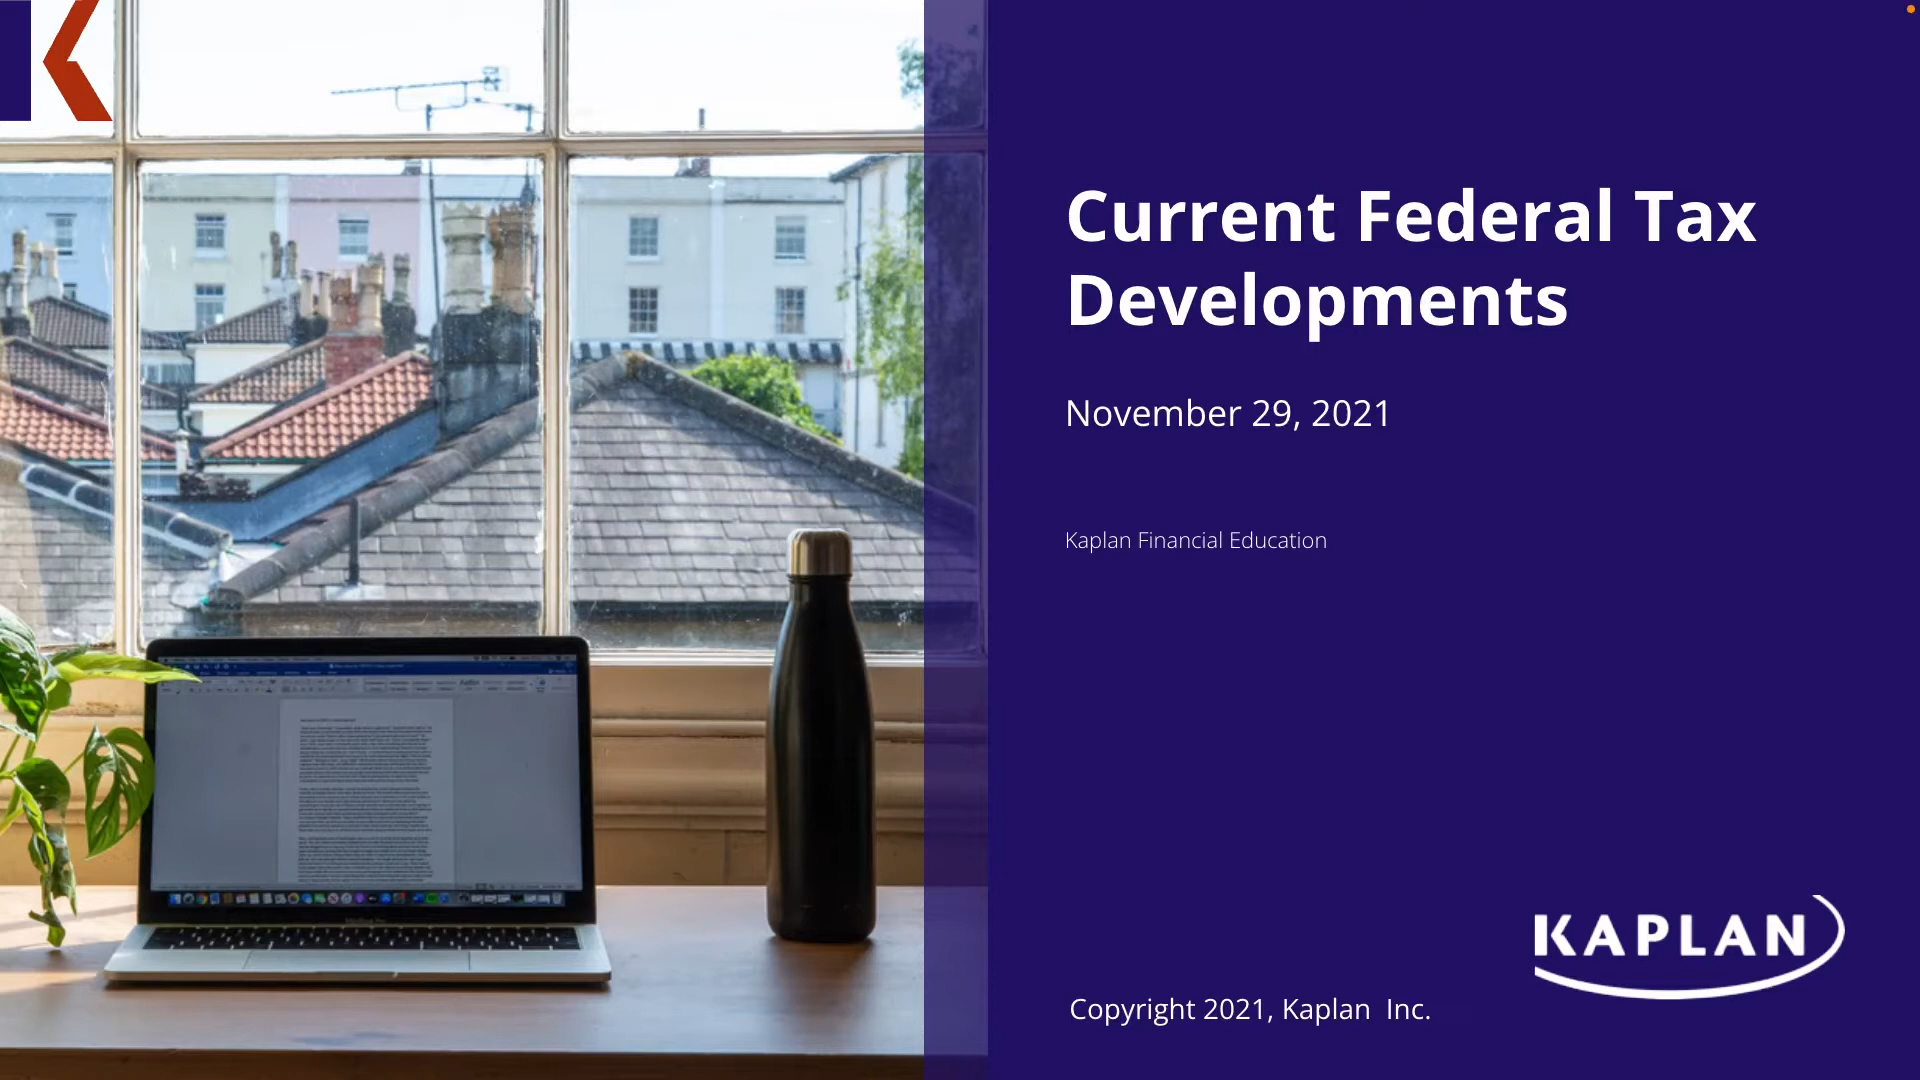 Current Federal Tax
Developments
November 29, 2021
Kaplan Financial Education
KAPLAN
Copyright 2021, Kaplan  Inc.